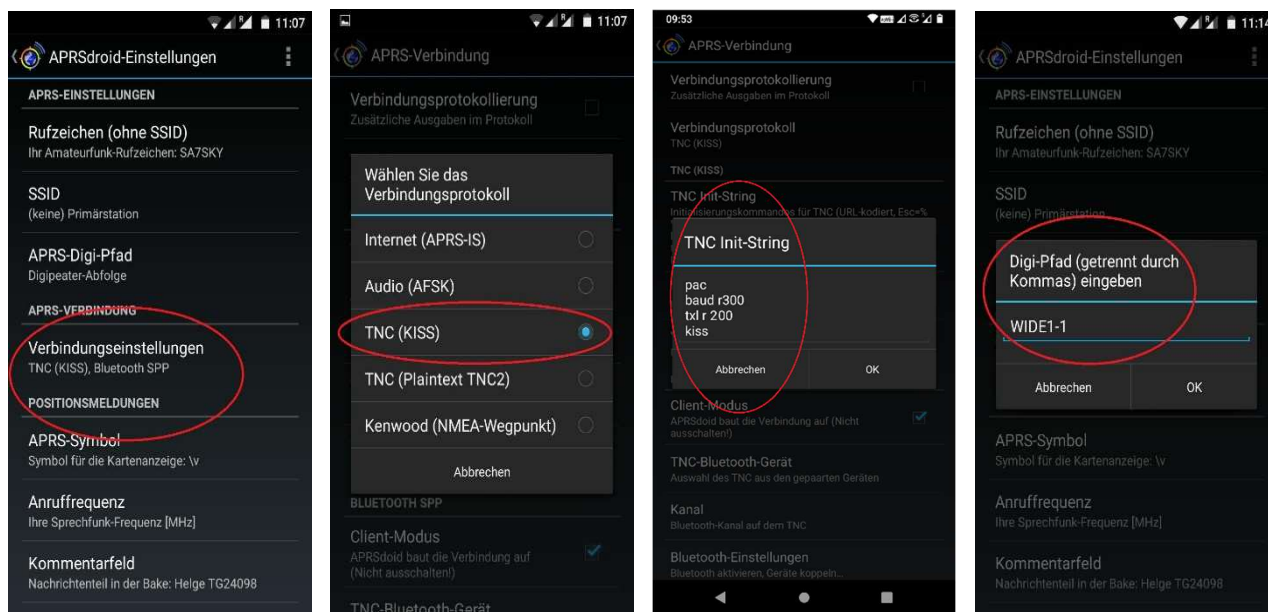 11:07
APRSdroid-Einstellungen
APRS-EINSTELLUNGEN
Rufzeichen (ohne SSID)
Ihr Amateurfunk-Rufzeichen: SA7SKY
SSID
(keine) Primärstation
APRS-Digi-Pfad
Digipeater-Abfolge
APRS-VERBINDUNG
Verbindungseinstellungen
TNC (KISS), Bluetooth SPP
POSITIONSMELDUNGEN
APRS-Symbol
Symbol für die Kartenanzeige: \v
Anruffrequenz
Ihre Sprechfunk-Frequenz [MHz]
Kommentarfeld
Nachrichtenteil in der Bake: Helge TG24098
11:07
APRS-Verbindung
Verbindungsprotokollierung
Zusätzliche Ausgaben im Protokoll
Wählen Sie das
Verbindungsprotokoll
Internet (APRS-IS)
Audio (AFSK)
TNC (KISS)
TNC (Plaintext TNC2)
Kenwood (NMEA-Wegpunkt)
Abbrechen
BLUETOOTH SPP
Client-Modus
APRSdoid baut die Verbindung auf
(Nicht ausschalten!)
TNC-Bluetooth-Gerät
09:53
APRS-Verbindung
Verbindungsprotokollierung
Zusätzliche Ausgaben im Protokoll
Verbindungsprotokoll
TNC (KISS)
TNC (KISS)
TNC Init-String
Initialisierungskommandos für TNC (URL-kodiert, Esc=%
TNC Init-String
pac
baud r300
txl r 200
kiss
Abbrechen OK
Client-Modus
APRSdoid baut die Verbindung auf (Nicht
ausschalten!)
TNC-Bluetooth-Gerät
Auswahl des TNC aus den gepaarten Geräten
Kanal
Bluetooth-Kanal auf dem TNC
Bluetooth-Einstellungen
Bluetooth aktivieren, Geräte koppeln...
11:14
APRSdroid-Einstellungen
APRS-EINSTELLUNGEN
Rufzeichen (ohne SSID)
Ihr Amateurfunk-Rufzeichen: SA7SKY
SSID
(keine) Primärstation
Digi-Pfad (getrennt durch
Kommas) eingeben
WIDE1-1
Abbrechen OK
APRS-Symbol
Symbol für die Kartenanzeige: \v
Anruffrequenz
Ihre Sprechfunk-Frequenz [MHz]
Kommentarfeld
Nachrichtenteil in der Bake: Helge TG24098